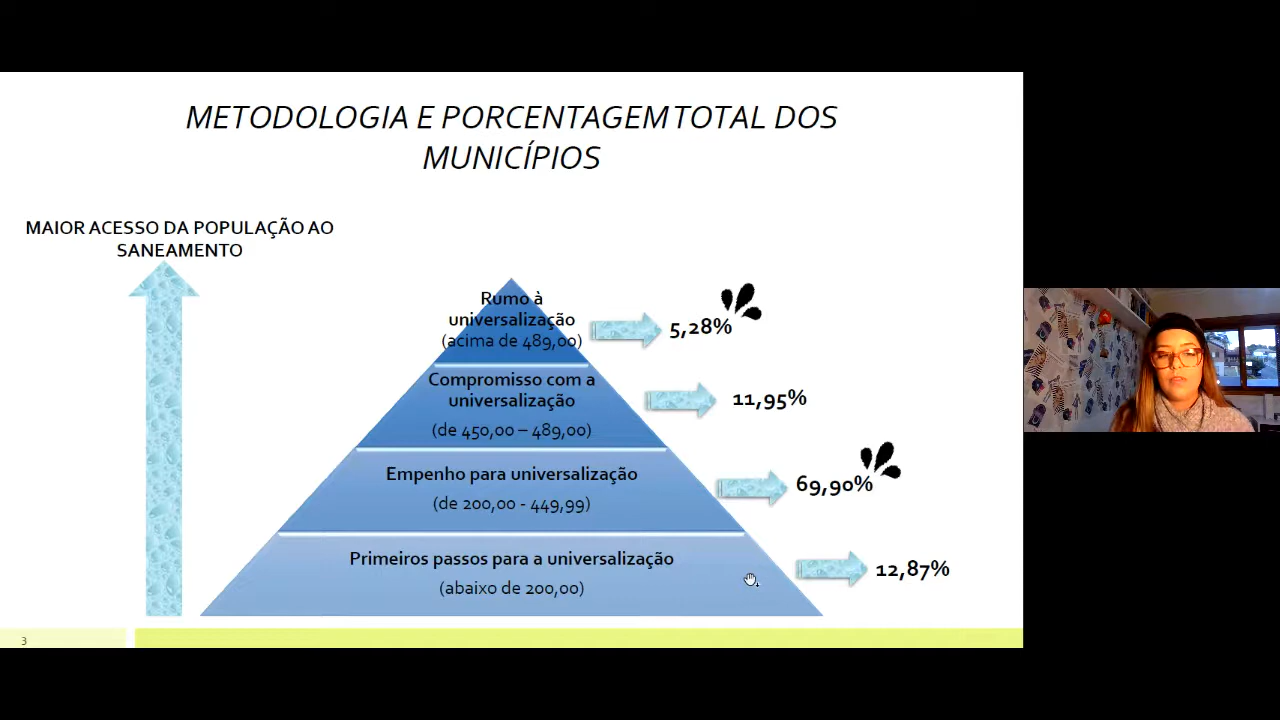 METODOLOGIA E PORCENTAGEM TOTAL DOS
MUNICÍPIOS
MAIOR ACESSO DA POPULAÇÃO AO
SANEAMENTO
Rumo à
universalização
(acima de 489,00)
5,28%
Compromisso com a
universalização
(de 450,00 – 489,00)
11,95%
Empenho para universalização
(de 200,00 - 449,99)
69,90%
Primeiros passos para a universalização
(abaixo de 200,00)
12,87%
3